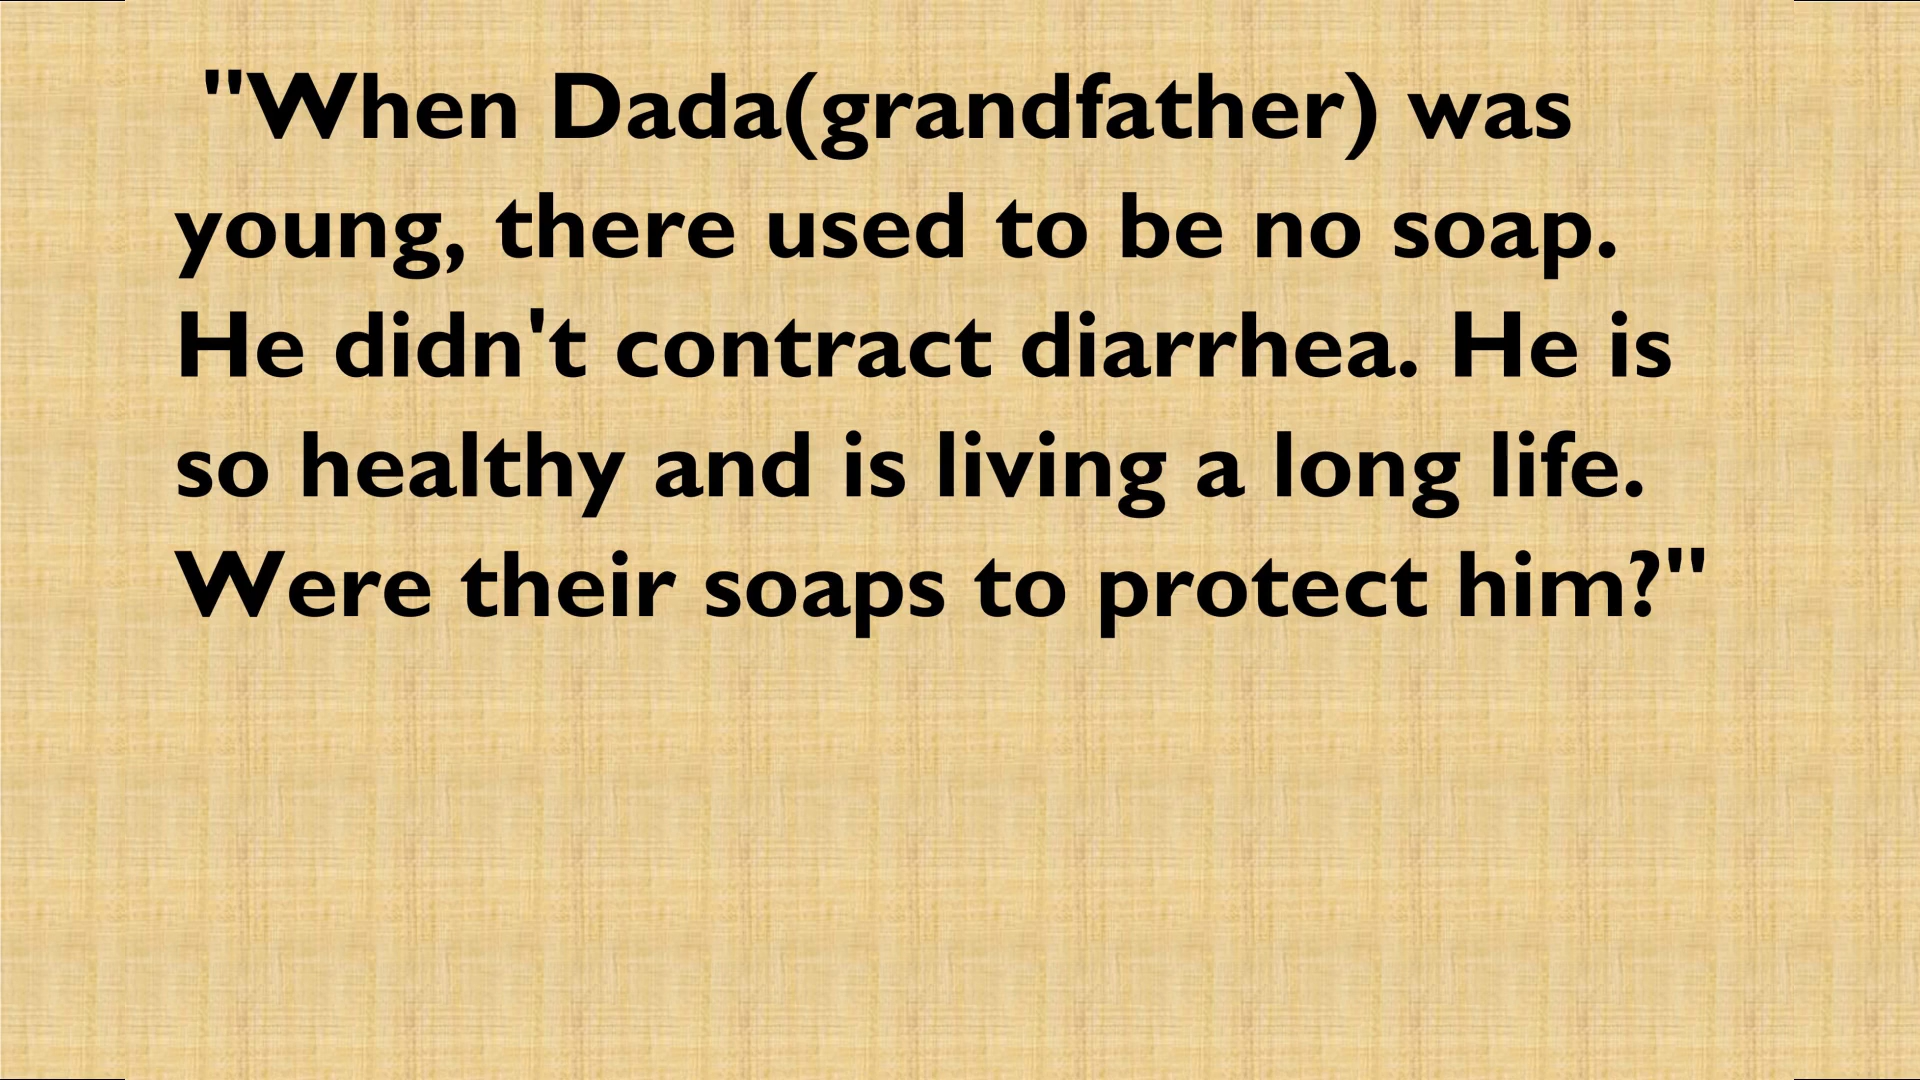 "When Dada(grandfather) was
young, there used to be no soap.
He didn't contract diarrhea. He is
so healthy and is living a long life.
Were their soaps to protect him?"